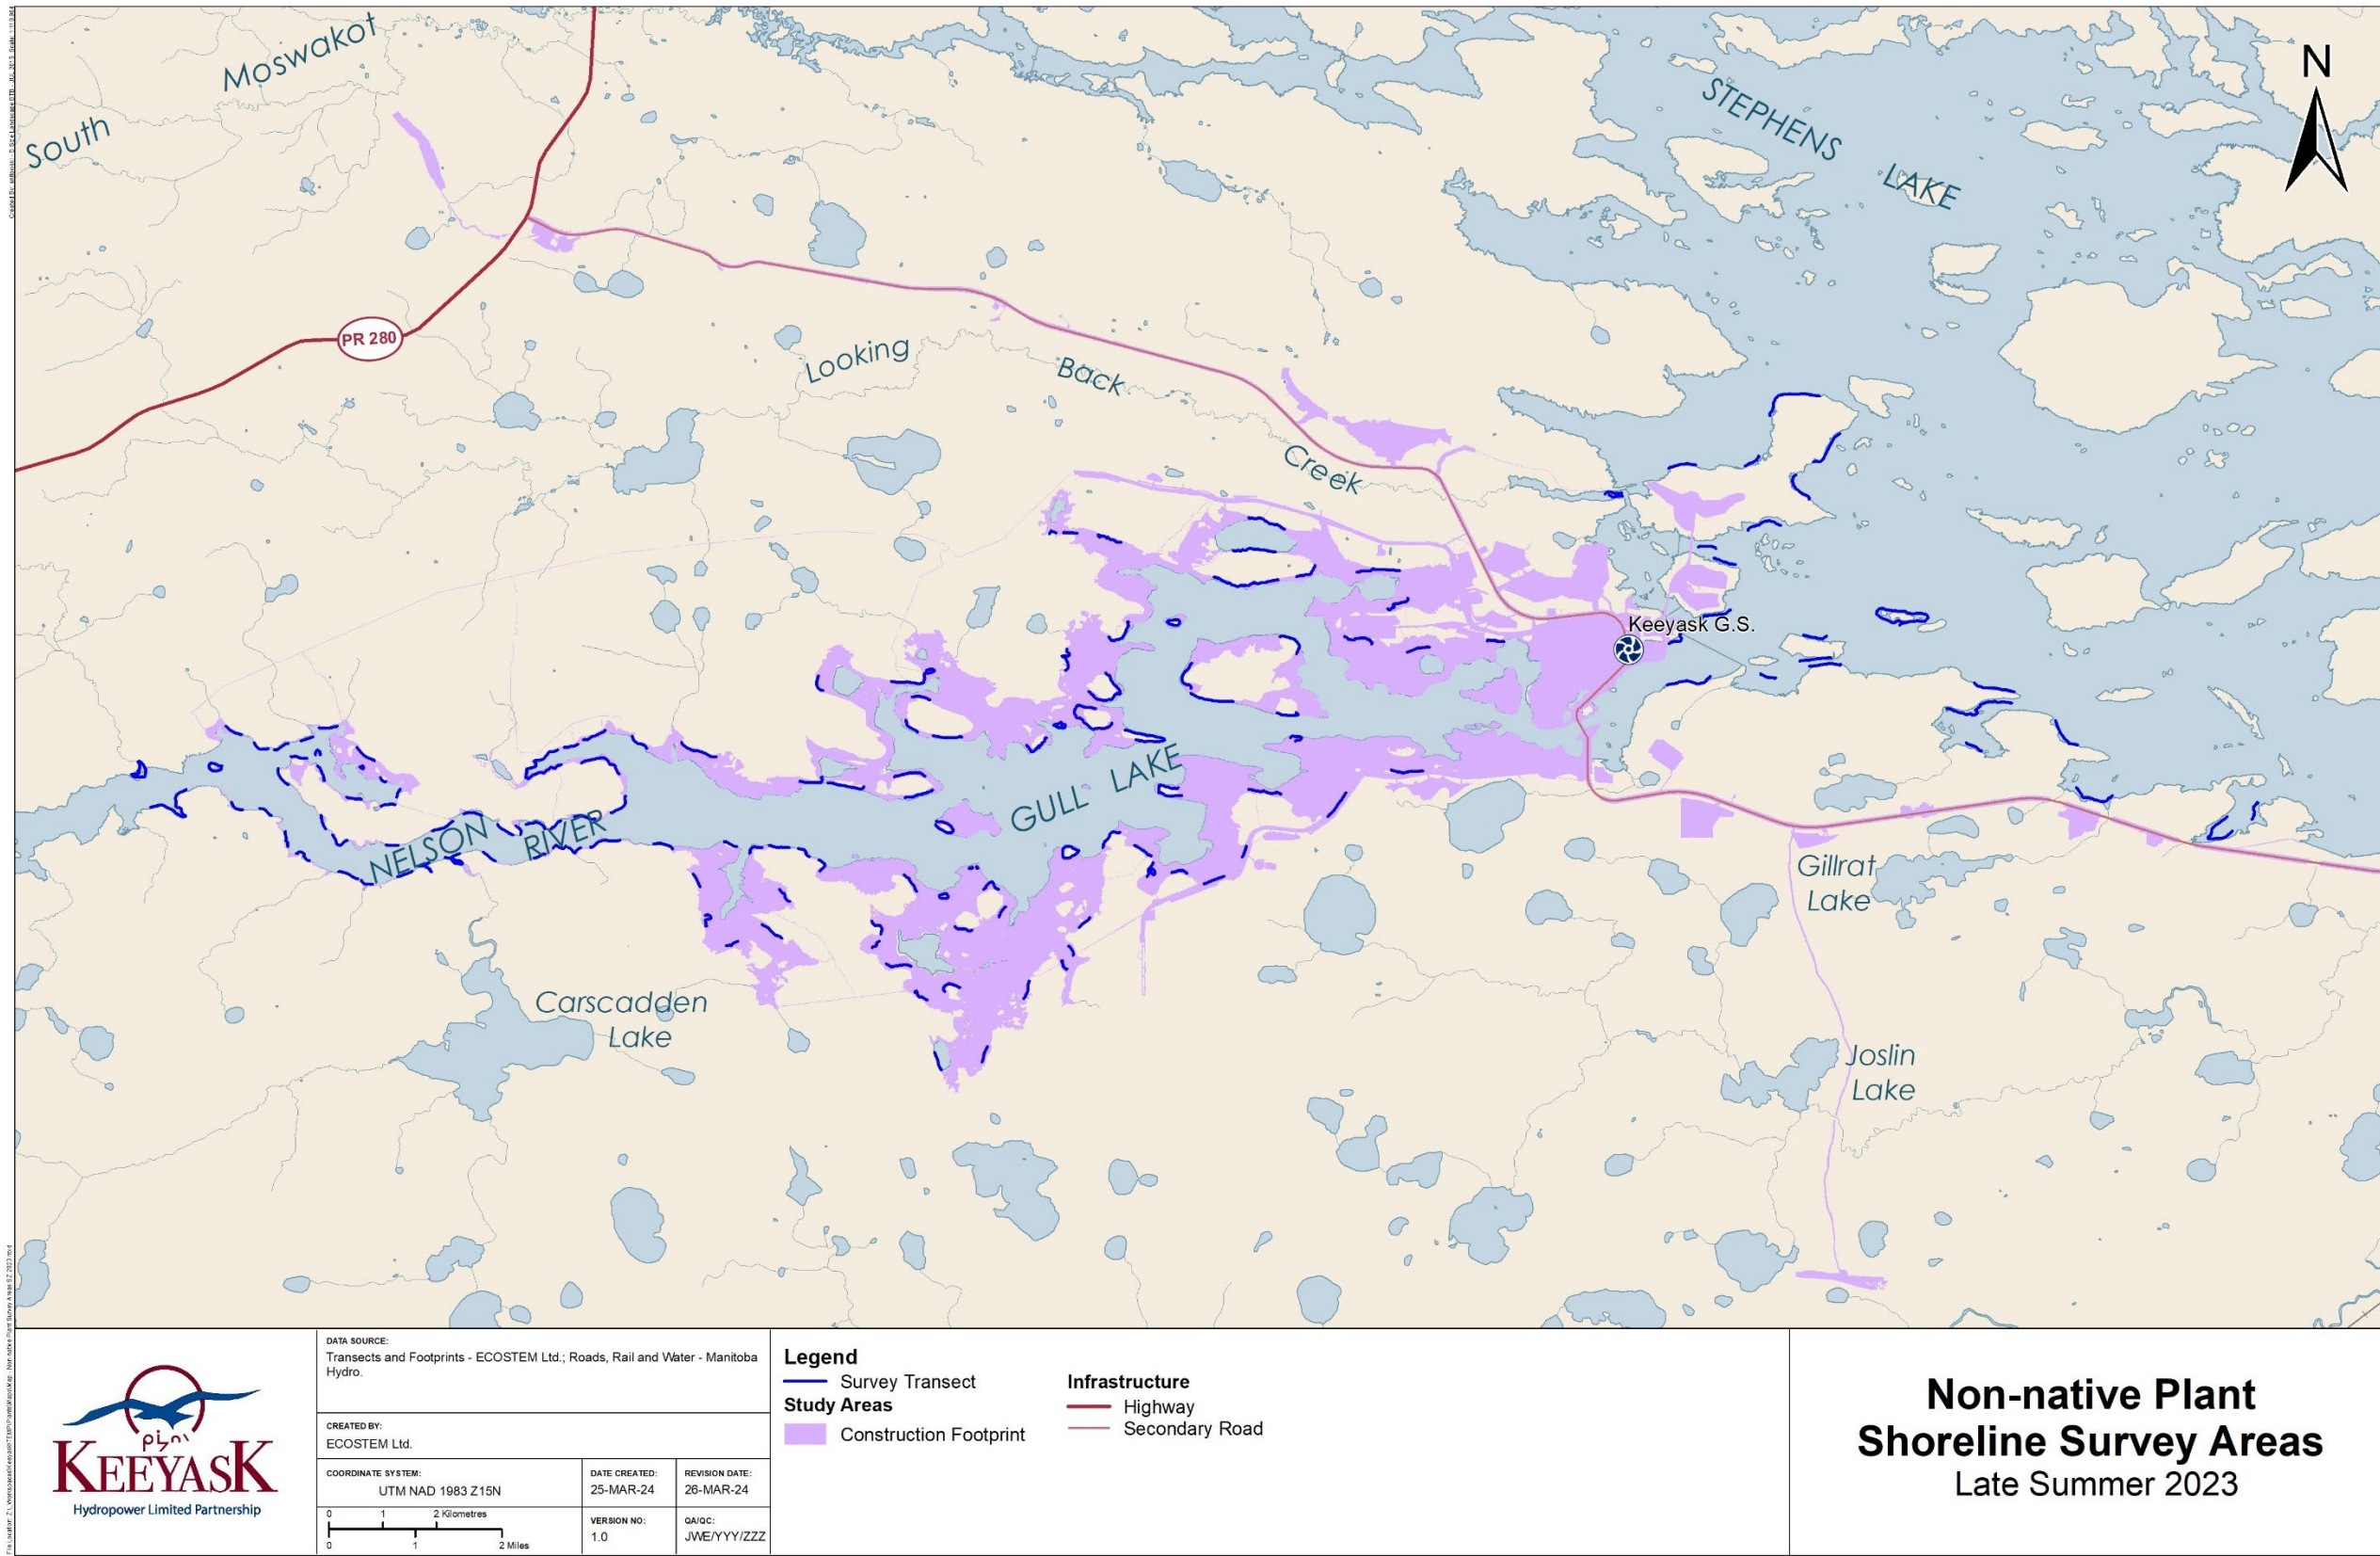 South
Moswakot
STEPHENS
LAKE
N
PR 280
Looking
Back
Creek
Keeyask G.S.
NELSON
RIVER
GULL LAKE
Gillrat
Lake
Carscadden
Lake
Joslin
Lake
KEEYASK
Hydropower Limited Partnership
DATA SOURCE:
Transects and Footprints - ECOSTEM Ltd.; Roads, Rail and Water - Manitoba
Hydro.
CREATED BY:
ECOSTEM Ltd.
COORDINATE SYSTEM:
UTM NAD 1983 Z15N
DATE CREATED:
25-MAR-24
REVISION DATE:
26-MAR-24
0 1 2 Kilometres
0 1 2 Miles
VERSION NO:
1.0
QA/QC:
JWE/YYY/ZZZ
Legend
Survey Transect
Study Areas
Construction Footprint
Infrastructure
Highway
Secondary Road
Non-native Plant
Shoreline Survey Areas
Late Summer 2023